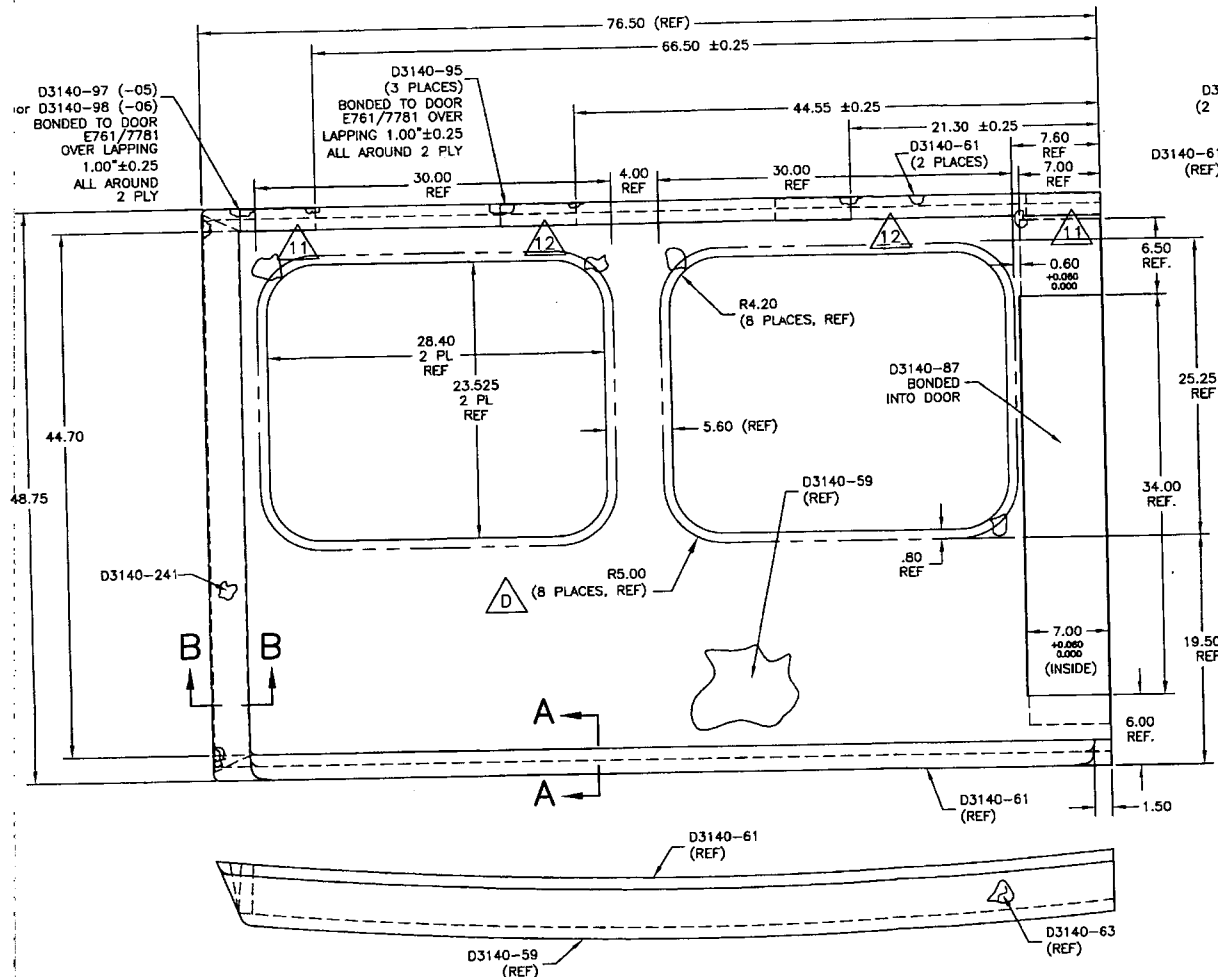 76.50 (REF)
66.50 ±0.25
D3140-97 (-05)
or D3140-98 (-06)
BONDED TO DOOR
E761/7781
OVER LAPPING
1.00"±0.25
ALL AROUND
2 PLY
D3140-95
(3 PLACES)
BONDED TO DOOR
E761/7781 OVER
LAPPING 1.00"±0.25
ALL AROUND 2 PLY
44.55 ±0.25
21.30 ±0.25
D3140-61
(2 PLACES)
7.60
REF
7.00
REF
D3
(2
D3140-61
(REF)
30.00
REF
4.00
REF
30.00
REF
11
12
12
11
6.50
REF.
0.60
+0.060
0.000
R4.20
(8 PLACES, REF)
28.40
2 PL
REF
23.525
2 PL
REF
D3140-87
BONDED
INTO DOOR
25.25
REF
44.70
5.60 (REF)
48.75
D3140-59
(REF)
34.00
REF.
D3140-241
R5.00
(8 PLACES, REF)
D
.80
REF
7.00
+0.060
0.000
(INSIDE)
19.50
REF
B
B
A
A
6.00
REF.
D3140-61
(REF)
1.50
D3140-61
(REF)
D3140-63
(REF)
D3140-59
(REF)